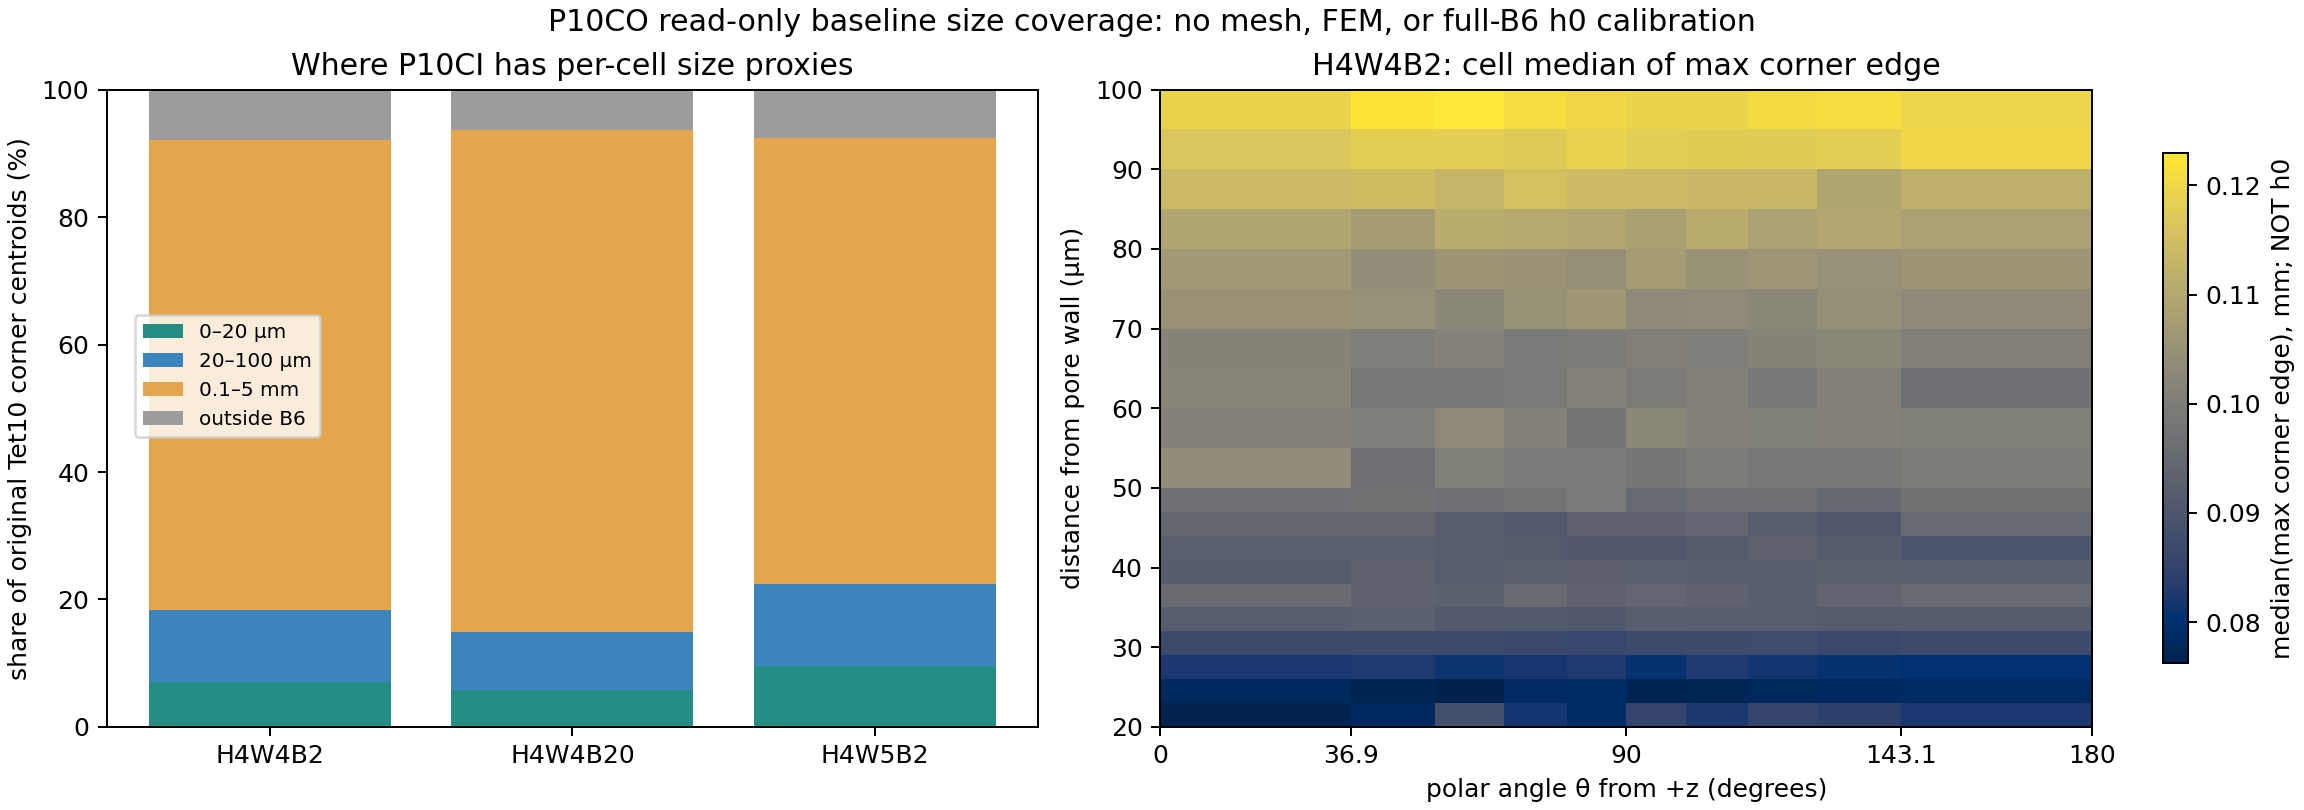 P10CO read-only baseline size coverage: no mesh, FEM, or full-B6 h0 calibration
Where P10CI has per-cell size proxies
share of original Tet10 corner centroids (%)
100
80
60
40
20
0
0–20 µm
20–100 µm
0.1–5 mm
outside B6
H4W4B2
H4W4B20
H4W5B2
H4W4B2: cell median of max corner edge
distance from pore wall (µm)
100
90
80
70
60
50
40
30
20
0
36.9
90
143.1
180
polar angle θ from +z (degrees)
0.12
0.11
0.10
0.09
0.08
median(max corner edge), mm; NOT h0